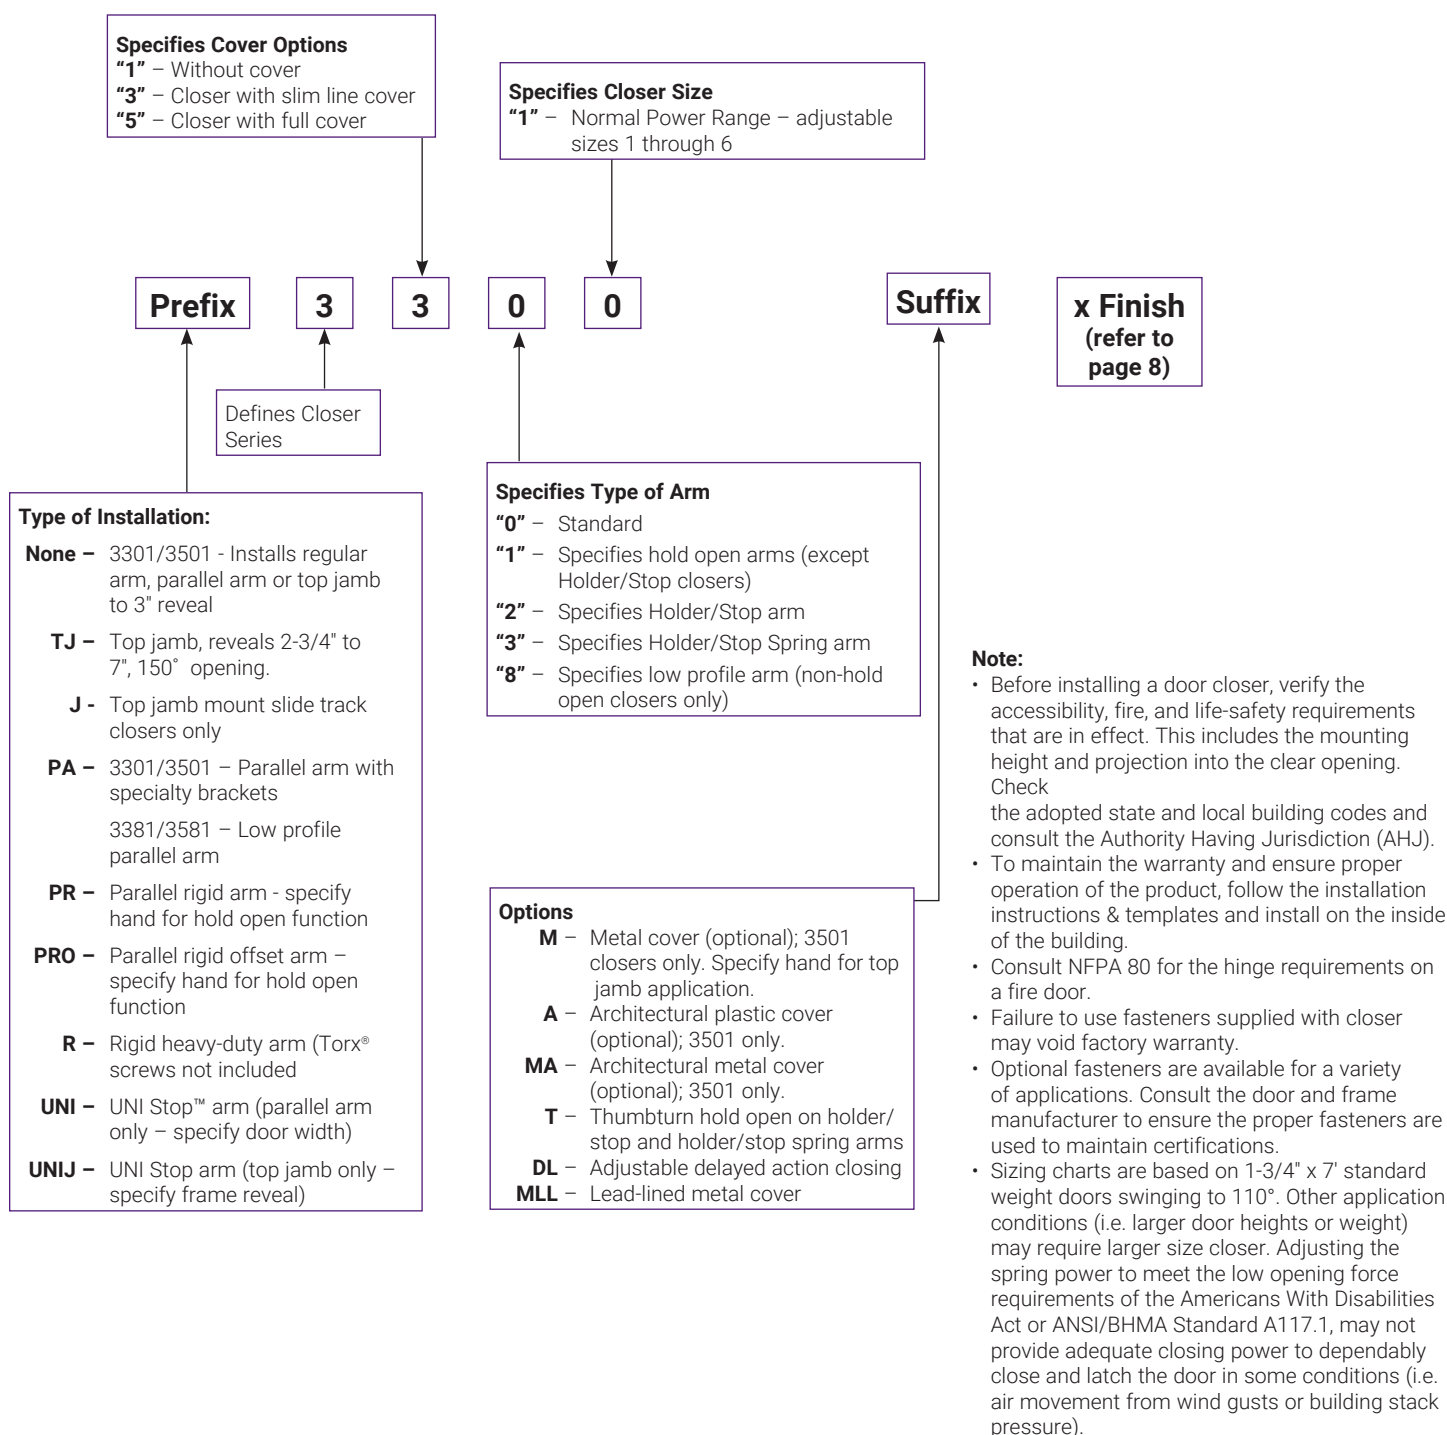 Specifies Cover Options
“1” – Without cover
“3” – Closer with slim line cover
“5” – Closer with full cover
Specifies Closer Size
“1” – Normal Power Range – adjustable
sizes 1 through 6
Prefix 3 3 0 0 Suffix x Finish
(refer to
page 8)
Defines Closer
Series
Type of Installation:
None – 3301/3501 - Installs regular
arm, parallel arm or top jamb
to 3" reveal
TJ – Top jamb, reveals 2-3/4" to
7", 150˚ opening.
J - Top jamb mount slide track
closers only
PA – 3301/3501 – Parallel arm with
specialty brackets
3381/3581 – Low profile
parallel arm
PR – Parallel rigid arm - specify
hand for hold open function
PRO – Parallel rigid offset arm –
specify hand for hold open
function
R – Rigid heavy-duty arm (Torx®
screws not included
UNI – UNI Stop™ arm (parallel arm
only – specify door width)
UNIJ – UNI Stop arm (top jamb only –
specify frame reveal)
Specifies Type of Arm
“0” – Standard
“1” – Specifies hold open arms (except
Holder/Stop closers)
“2” – Specifies Holder/Stop arm
“3” – Specifies Holder/Stop Spring arm
“8” – Specifies low profile arm (non-hold
open closers only)
Options
M – Metal cover (optional); 3501
closers only. Specify hand for top
jamb application.
A – Architectural plastic cover
(optional); 3501 only.
MA – Architectural metal cover
(optional); 3501 only.
T – Thumbturn hold open on holder/
stop and holder/stop spring arms
DL – Adjustable delayed action closing
MLL – Lead-lined metal cover
Note:
• Before installing a door closer, verify the
accessibility, fire, and life-safety requirements
that are in effect. This includes the mounting
height and projection into the clear opening.
Check
the adopted state and local building codes and
consult the Authority Having Jurisdiction (AHJ).
• To maintain the warranty and ensure proper
operation of the product, follow the installation
instructions & templates and install on the inside
of the building.
• Consult NFPA 80 for the hinge requirements on
a fire door.
• Failure to use fasteners supplied with closer
may void factory warranty.
• Optional fasteners are available for a variety
of applications. Consult the door and frame
manufacturer to ensure the proper fasteners are
used to maintain certifications.
• Sizing charts are based on 1-3/4" x 7' standard
weight doors swinging to 110°. Other application
conditions (i.e. larger door heights or weight)
may require larger size closer. Adjusting the
spring power to meet the low opening force
requirements of the Americans With Disabilities
Act or ANSI/BHMA Standard A117.1, may not
provide adequate closing power to dependably
close and latch the door in some conditions (i.e.
air movement from wind gusts or building stack
pressure).